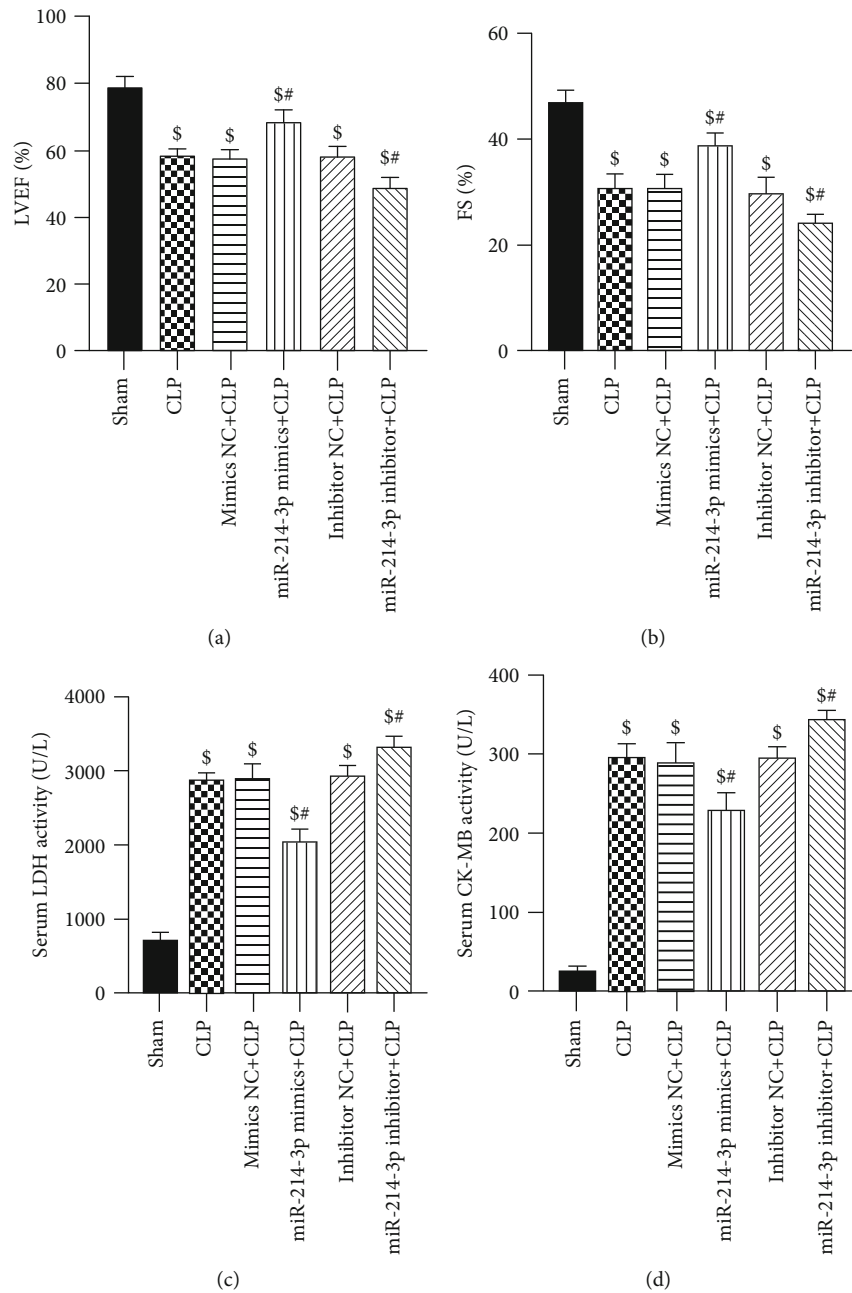 LVEF (%)
100
80
60
40
20
0
$
$
$#
$
$#
Sham
CLP
Mimics NC+CLP
miR-214-3p mimics+CLP
Inhibitor NC+CLP
miR-214-3p inhibitor+CLP
(a)
FS (%)
60
40
20
0
$
$
$#
$
$#
Sham
CLP
Mimics NC+CLP
miR-214-3p mimics+CLP
Inhibitor NC+CLP
miR-214-3p inhibitor+CLP
(b)
Serum LDH activity (U/L)
4000
3000
2000
1000
0
$
$
$#
$
$#
Sham
CLP
Mimics NC+CLP
miR-214-3p mimics+CLP
Inhibitor NC+CLP
miR-214-3p inhibitor+CLP
(c)
Serum CK-MB activity (U/L)
400
300
200
100
0
$
$
$#
$
$#
Sham
CLP
Mimics NC+CLP
miR-214-3p mimics+CLP
Inhibitor NC+CLP
miR-214-3p inhibitor+CLP
(d)